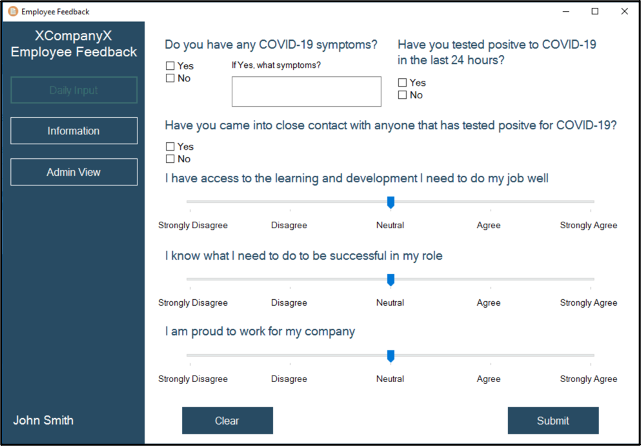 Employee Feedback
XCompanyX
Employee Feedback
Daily Input
Information
Admin View
John Smith
Do you have any COVID-19 symptoms?
Yes
No
If Yes, what symptoms?
Have you tested positve to COVID-19
in the last 24 hours?
Yes
No
Have you came into close contact with anyone that has tested positve for COVID-19?
Yes
No
I have access to the learning and development I need to do my job well
Strongly Disagree Disagree Neutral Agree Strongly Agree
I know what I need to do to be successful in my role
Strongly Disagree Disagree Neutral Agree Strongly Agree
I am proud to work for my company
Strongly Disagree Disagree Neutral Agree Strongly Agree
Clear Submit